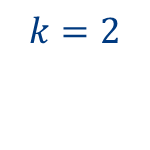 k = 2